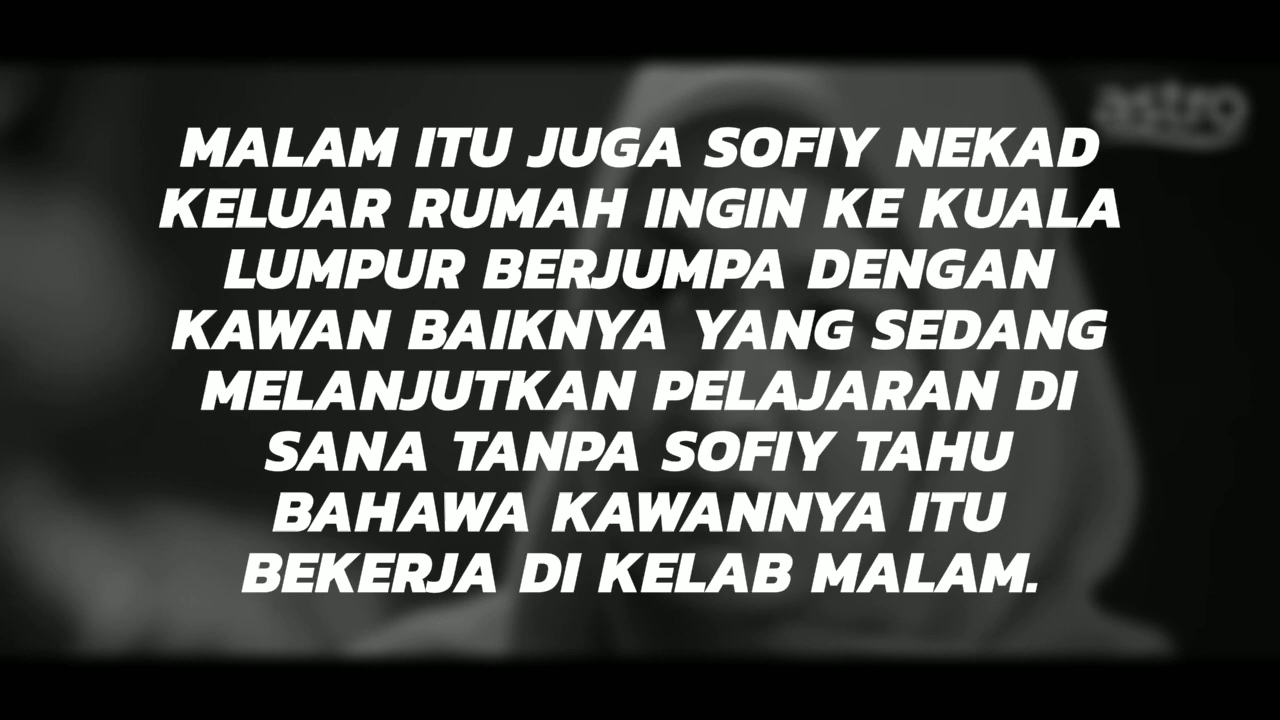 astro
MALAM ITU JUGA SOFIY NEKAD
KELUAR RUMAH INGIN KE KUALA
LUMPUR BERJUMPA DENGAN
KAWAN BAIKNYA YANG SEDANG
MELANJUTKAN PELAJARAN DI
SANA TANPA SOFIY TAHU
BAHAWA KAWANNYA ITU
BEKERJA DI KELAB MALAM.